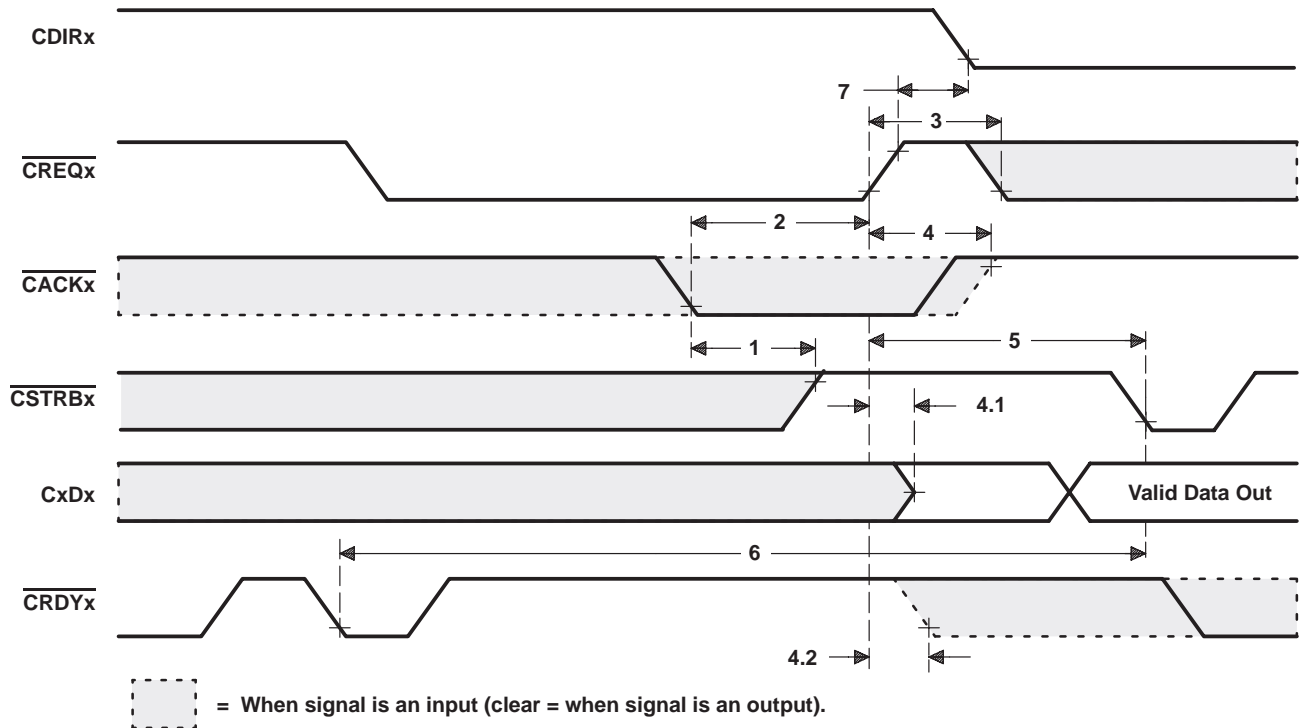 CDIRx
7
3
CREQx
2
4
CACKx
1
5
CSTRBx
4.1
CxDx
Valid Data Out
6
CRDYx
4.2
= When signal is an input (clear = when signal is an output).